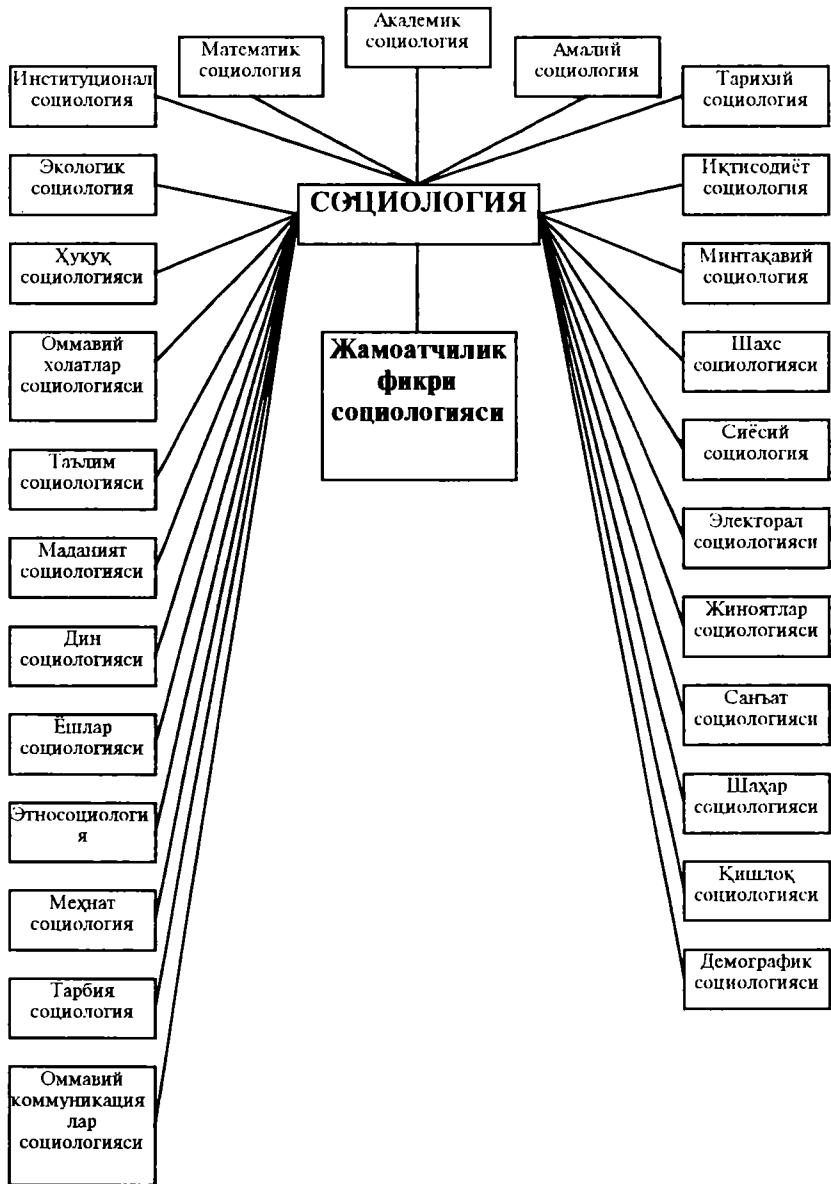 Академик
социология
Математик
социология
Амалий
социология
Институционал
социология
Тарихий
социология
Экологик
социология
СОЦИОЛОГИЯ
Иқтисодиёт
социология
Ҳуқуқ
социологияси
Минтақавий
социология
Оммавий
холатлар
социологияси
Жамоатчилик
фикри
социологияси
Шахс
социологияси
Таълим
социологияси
Сиёсий
социология
Маданият
социологияси
Электорал
социологияси
Дин
социологияси
Жиноятлар
социологияси
Ёшлар
социологияси
Санъат
социологияси
Этносоциологи
я
Шаҳар
социологияси
Меҳнат
социология
Қишлоқ
социологияси
Тарбия
социология
Демографик
социологияси
Оммавий
коммуникация
лар
социологияси